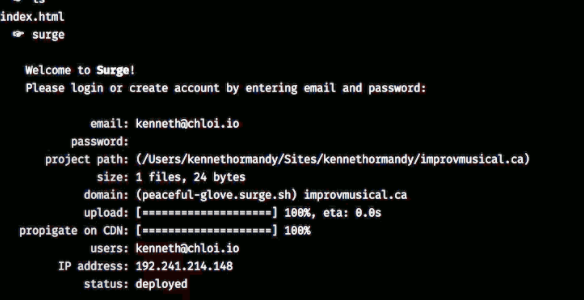 ls
index.html
☞ surge
Welcome to Surge!
Please login or create account by entering email and password:
email: kenneth@chloi.io
password:
project path: (/Users/kennethormandy/Sites/kennethormandy/improvmusical.ca)
size: 1 files, 24 bytes
domain: (peaceful-glove.surge.sh) improvmusical.ca
upload: [====================] 100%, eta: 0.0s
propigate on CDN: [====================] 100%
users: kenneth@chloi.io
IP address: 192.241.214.148
status: deployed